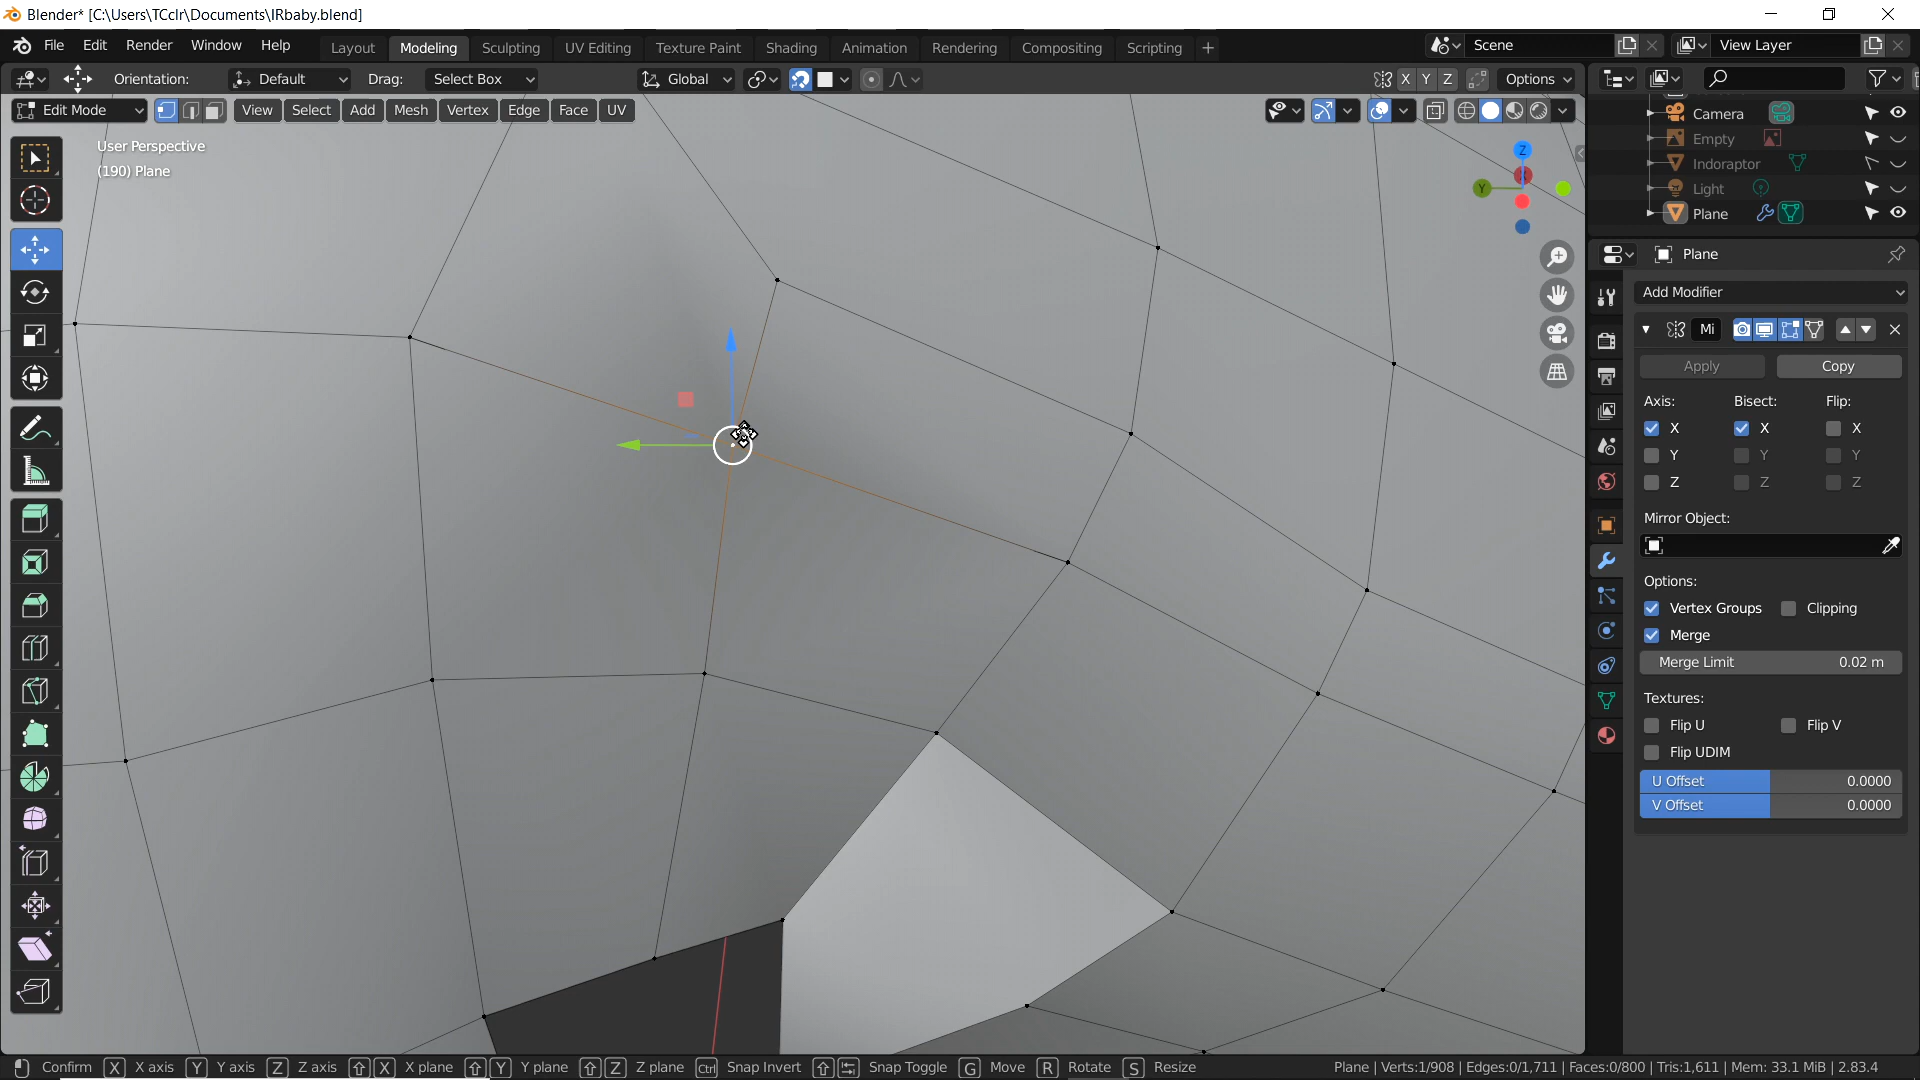 Blender* [C:\Users\TCclr\Documents\IRbaby.blend]
File Edit Render Window Help Layout Modeling Sculpting UV Editing Texture Paint Shading Animation Rendering Compositing Scripting + Scene View Layer
Orientation: Default Drag: Select Box Global X Y Z Options
Edit Mode View Select Add Mesh Vertex Edge Face UV
User Perspective
(190) Plane
Z
Y
Camera
Empty
Indoraptor
Light
Plane
Plane
Add Modifier
Mi
Apply Copy
Axis: Bisect: Flip:
X X X
Y Y Y
Z Z Z
Mirror Object:
Options:
Vertex Groups Clipping
Merge
Merge Limit 0.02 m
Textures:
Flip U Flip V
Flip UDIM
U Offset 0.0000
V Offset 0.0000
Confirm X X axis Y Y axis Z Z axis X X plane Y Y plane Z Z plane Ctrl Snap Invert Snap Toggle G Move R Rotate S Resize Plane | Verts:1/908 | Edges:0/1,711 | Faces:0/800 | Tris:1,611 | Mem: 33.1 MiB | 2.83.4